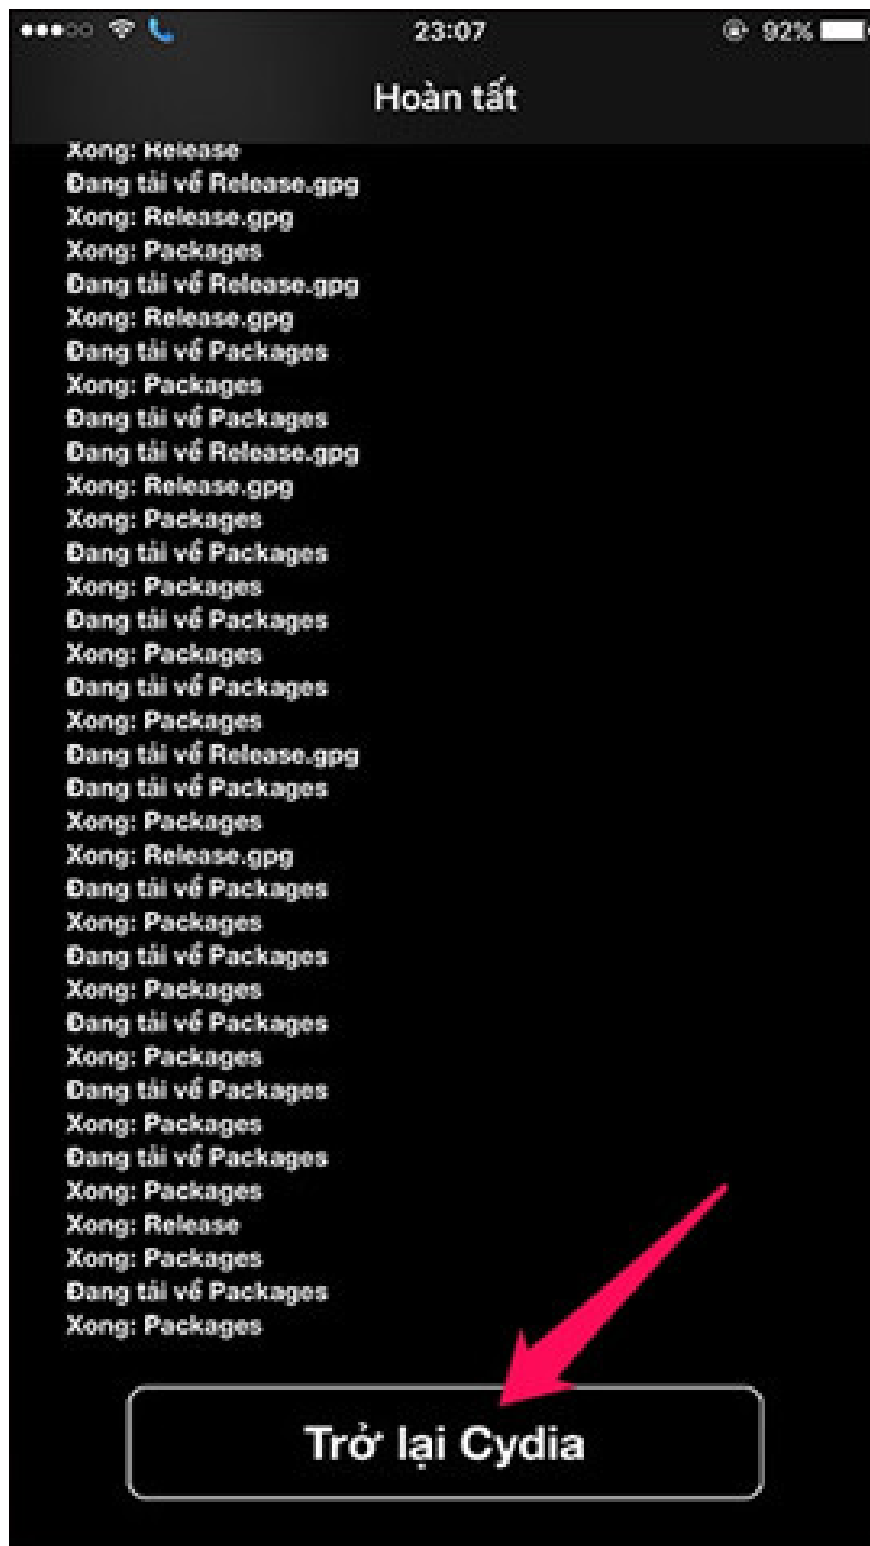 23:07
92%
Hoàn tất
Xong: Release
Đang tải về Release.gpg
Xong: Release.gpg
Xong: Packages
Đang tải về Release.gpg
Xong: Release.gpg
Đang tải về Packages
Xong: Packages
Đang tải về Packages
Đang tải về Release.gpg
Xong: Release.gpg
Xong: Packages
Đang tải về Packages
Xong: Packages
Đang tải về Packages
Xong: Packages
Đang tải về Packages
Xong: Packages
Đang tải về Release.gpg
Đang tải về Packages
Xong: Packages
Xong: Release.gpg
Đang tải về Packages
Xong: Packages
Đang tải về Packages
Xong: Packages
Đang tải về Packages
Xong: Packages
Đang tải về Packages
Xong: Packages
Đang tải về Packages
Xong: Packages
Xong: Release
Xong: Packages
Đang tải về Packages
Xong: Packages
Trở lại Cydia